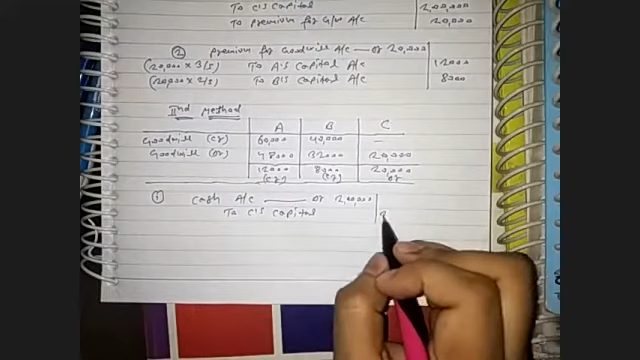 To C's Capital 2,00,000
To premium for G/w A/c 20,000
② premium for Goodwill A/c — Dr 20,000
(20,000 x 3/5) To A's Capital A/c 12000
(20,000 x 2/5) To B's Capital A/c 8000
IInd Method
A B C
Goodwill (Cr) 60,000 40,000 —
Goodwill (Dr) 48000 32000 20,000
12000 8000 20,000
(Cr) (Cr) Dr
① Cash A/c — Dr 2,00,000
To C's Capital 2